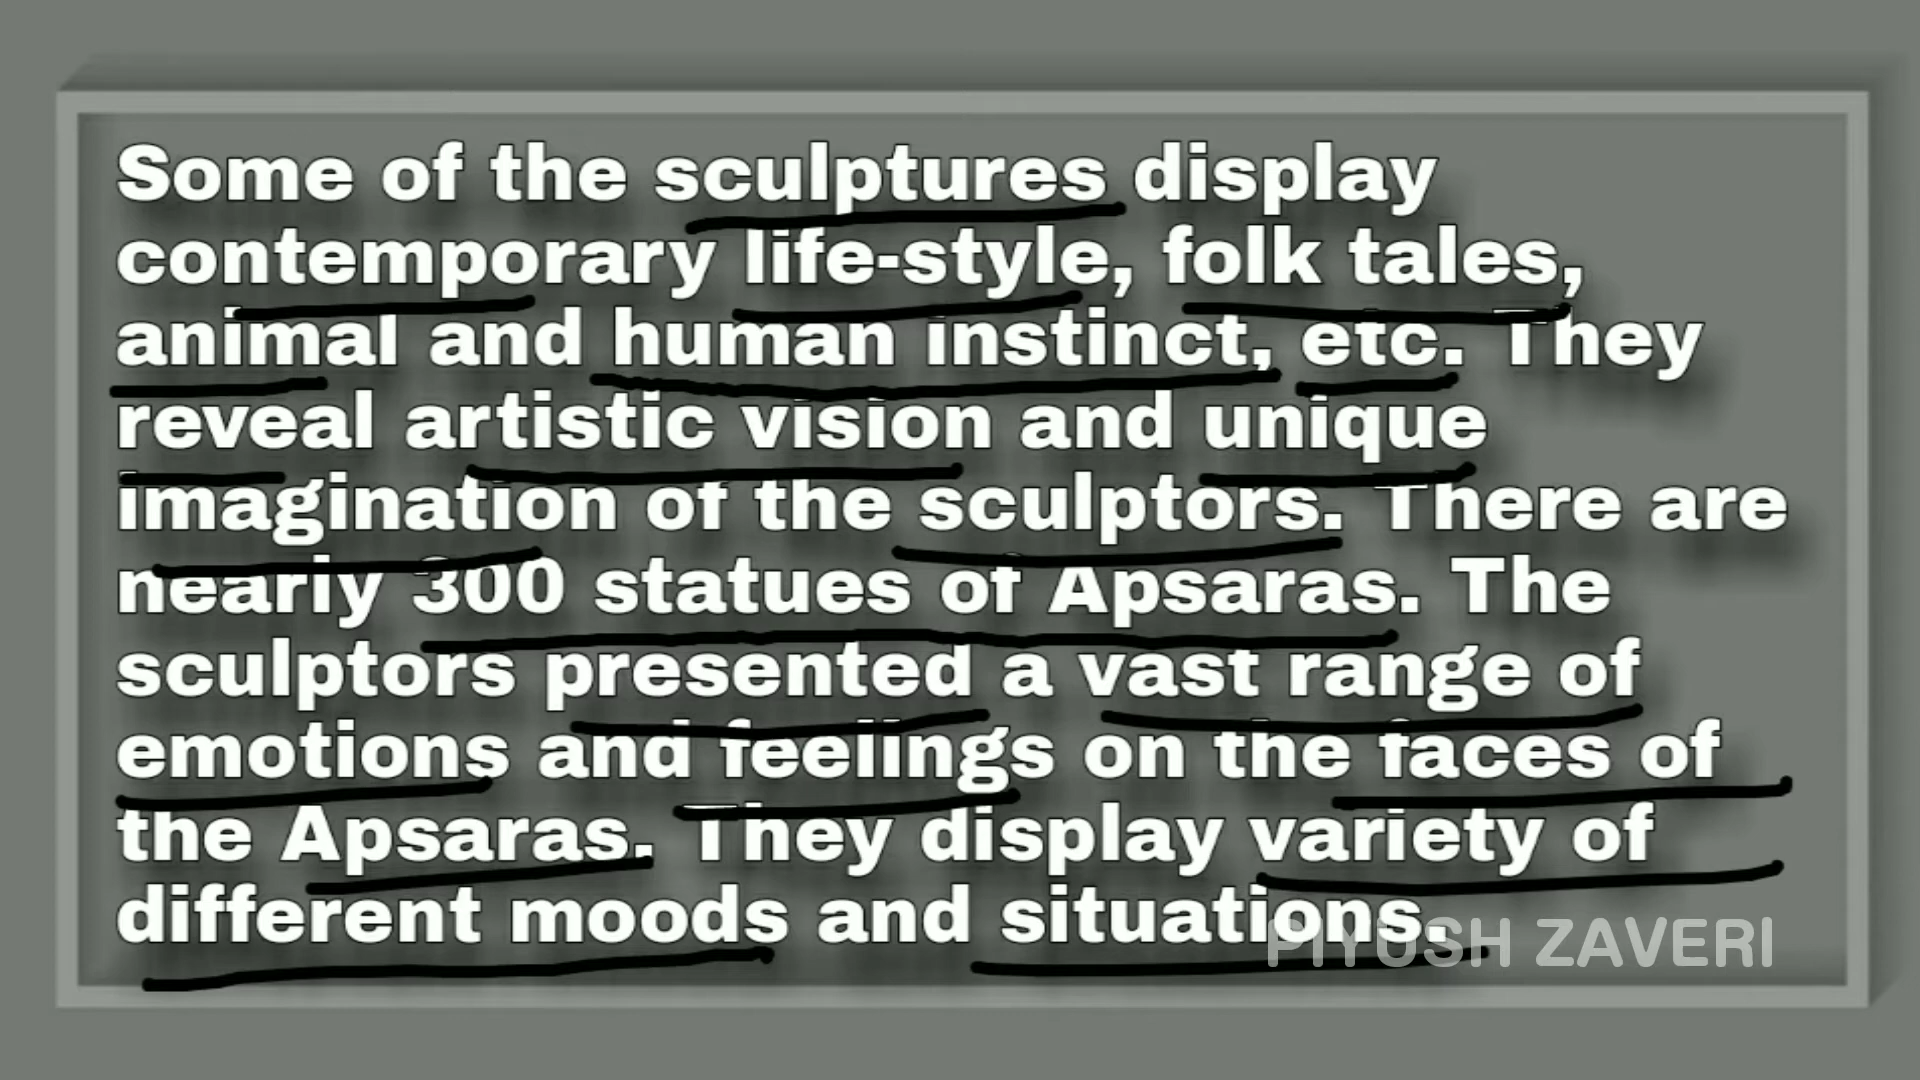 Some of the sculptures display
contemporary life-style, folk tales,
animal and human instinct, etc. They
reveal artistic vision and unique
imagination of the sculptors. There are
nearly 300 statues of Apsaras. The
sculptors presented a vast range of
emotions and feelings on the faces of
the Apsaras. They display variety of
different moods and situations.
PIYUSH ZAVERI